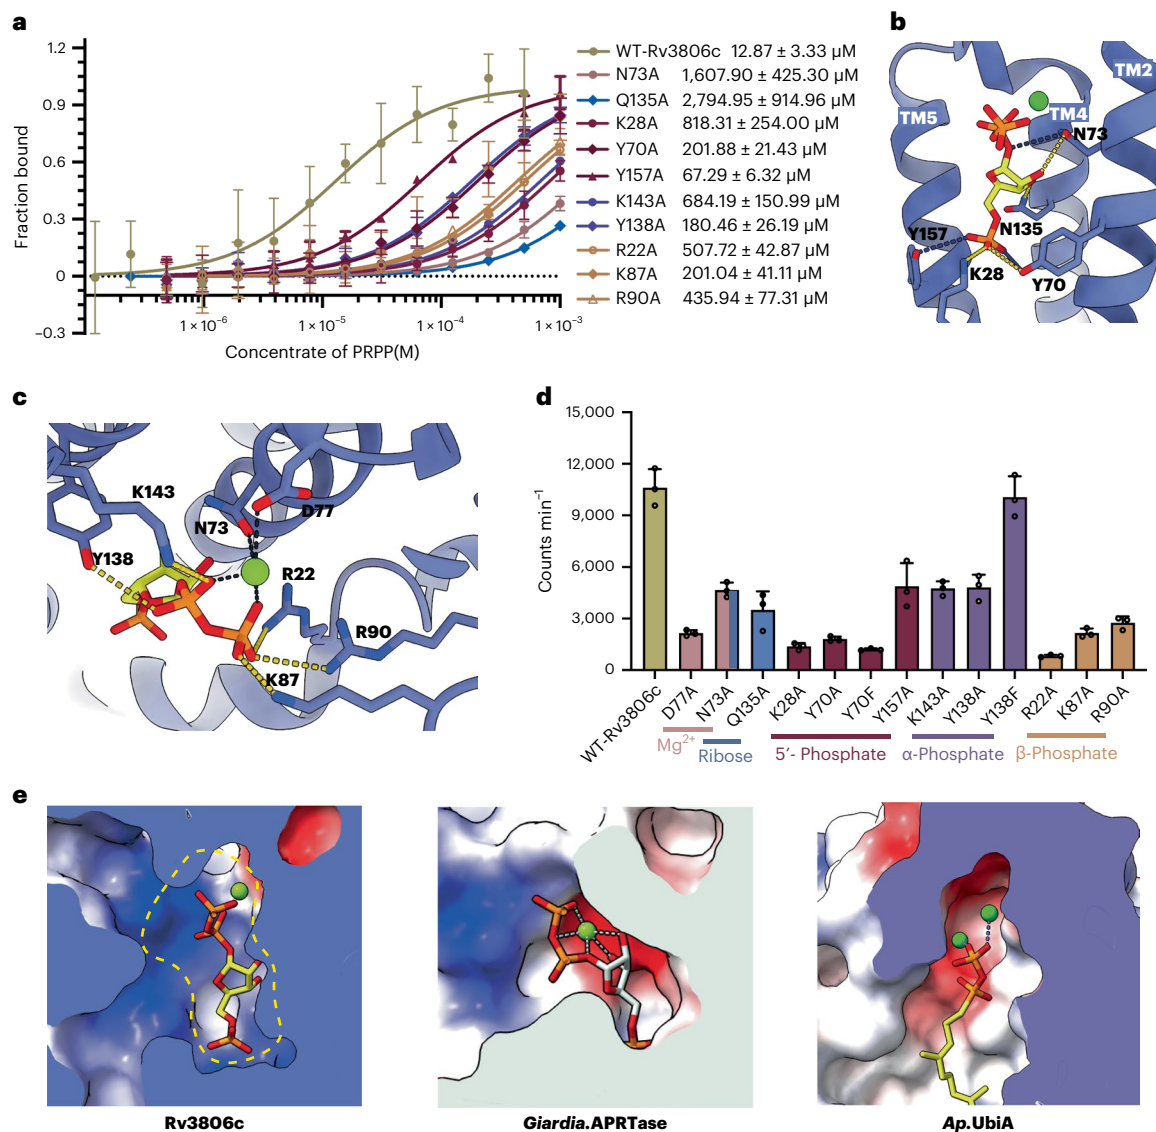 a
1.2
0.9
0.6
0.3
0
−0.3
Fraction bound
1 × 10⁻⁶
1 × 10⁻⁵
1 × 10⁻⁴
1 × 10⁻³
Concentrate of PRPP(M)
WT-Rv3806c 12.87 ± 3.33 µM
N73A 1,607.90 ± 425.30 µM
Q135A 2,794.95 ± 914.96 µM
K28A 818.31 ± 254.00 µM
Y70A 201.88 ± 21.43 µM
Y157A 67.29 ± 6.32 µM
K143A 684.19 ± 150.99 µM
Y138A 180.46 ± 26.19 µM
R22A 507.72 ± 42.87 µM
K87A 201.04 ± 41.11 µM
R90A 435.94 ± 77.31 µM
b
TM2
TM5
TM4
N73
N135
Y157
K28
Y70
c
K143
D77
N73
Y138
R22
R90
K87
d
15,000
12,000
9,000
6,000
3,000
0
Counts min⁻¹
WT-Rv3806c
D77A
N73A
Q135A
K28A
Y70A
Y70F
Y157A
K143A
Y138A
Y138F
R22A
K87A
R90A
Mg²⁺
Ribose
5′- Phosphate
α-Phosphate
β-Phosphate
e
Rv3806c
Giardia.APRTase
Ap.UbiA